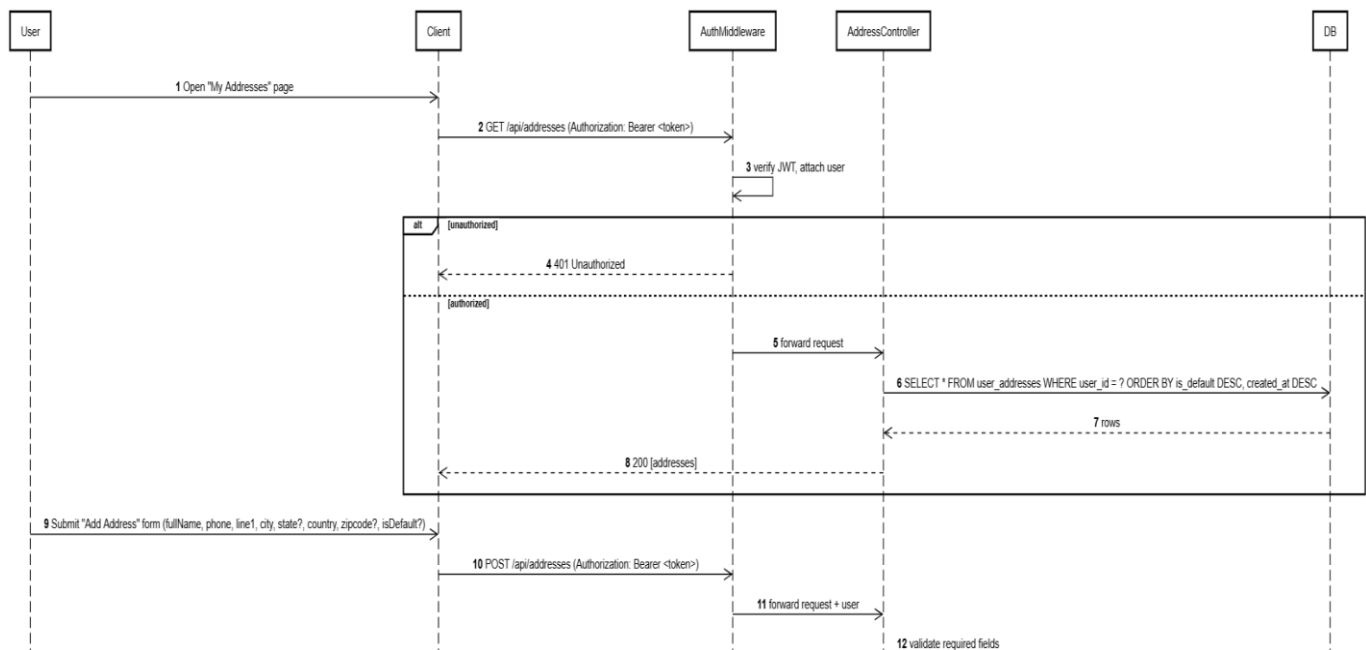 User
Client
AuthMiddleware
AddressController
DB
1 Open "My Addresses" page
2 GET /api/addresses (Authorization: Bearer <token>)
3 verify JWT, attach user
alt
[unauthorized]
4 401 Unauthorized
[authorized]
5 forward request
6 SELECT * FROM user_addresses WHERE user_id = ? ORDER BY is_default DESC, created_at DESC
7 rows
8 200 [addresses]
9 Submit "Add Address" form (fullName, phone, line1, city, state?, country, zipcode?, isDefault?)
10 POST /api/addresses (Authorization: Bearer <token>)
11 forward request + user
12 validate required fields